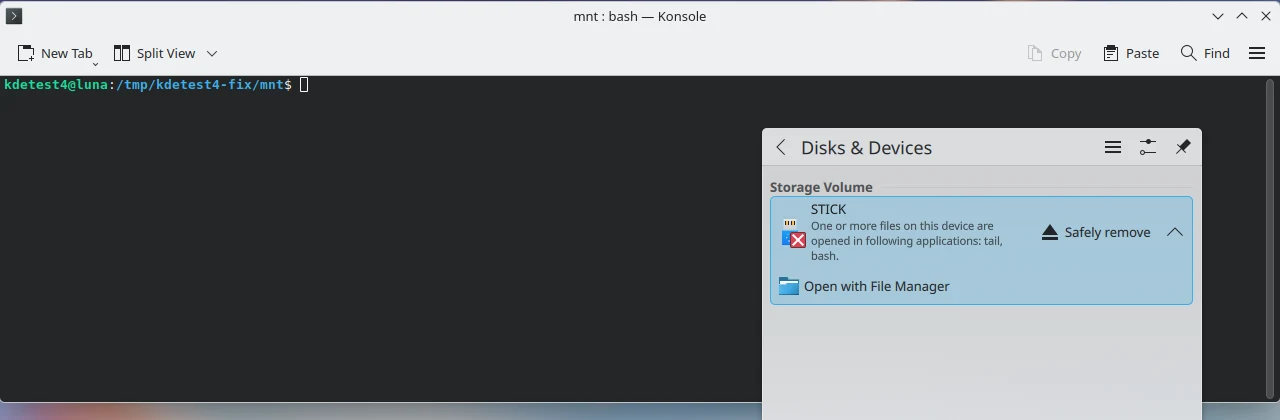 mnt : bash — Konsole
New Tab Split View Copy Paste Find
kdetest4@luna:/tmp/kdetest4-fix/mnt$
Disks & Devices
Storage Volume
STICK
One or more files on this device are
opened in following applications: tail,
bash.
Safely remove
Open with File Manager